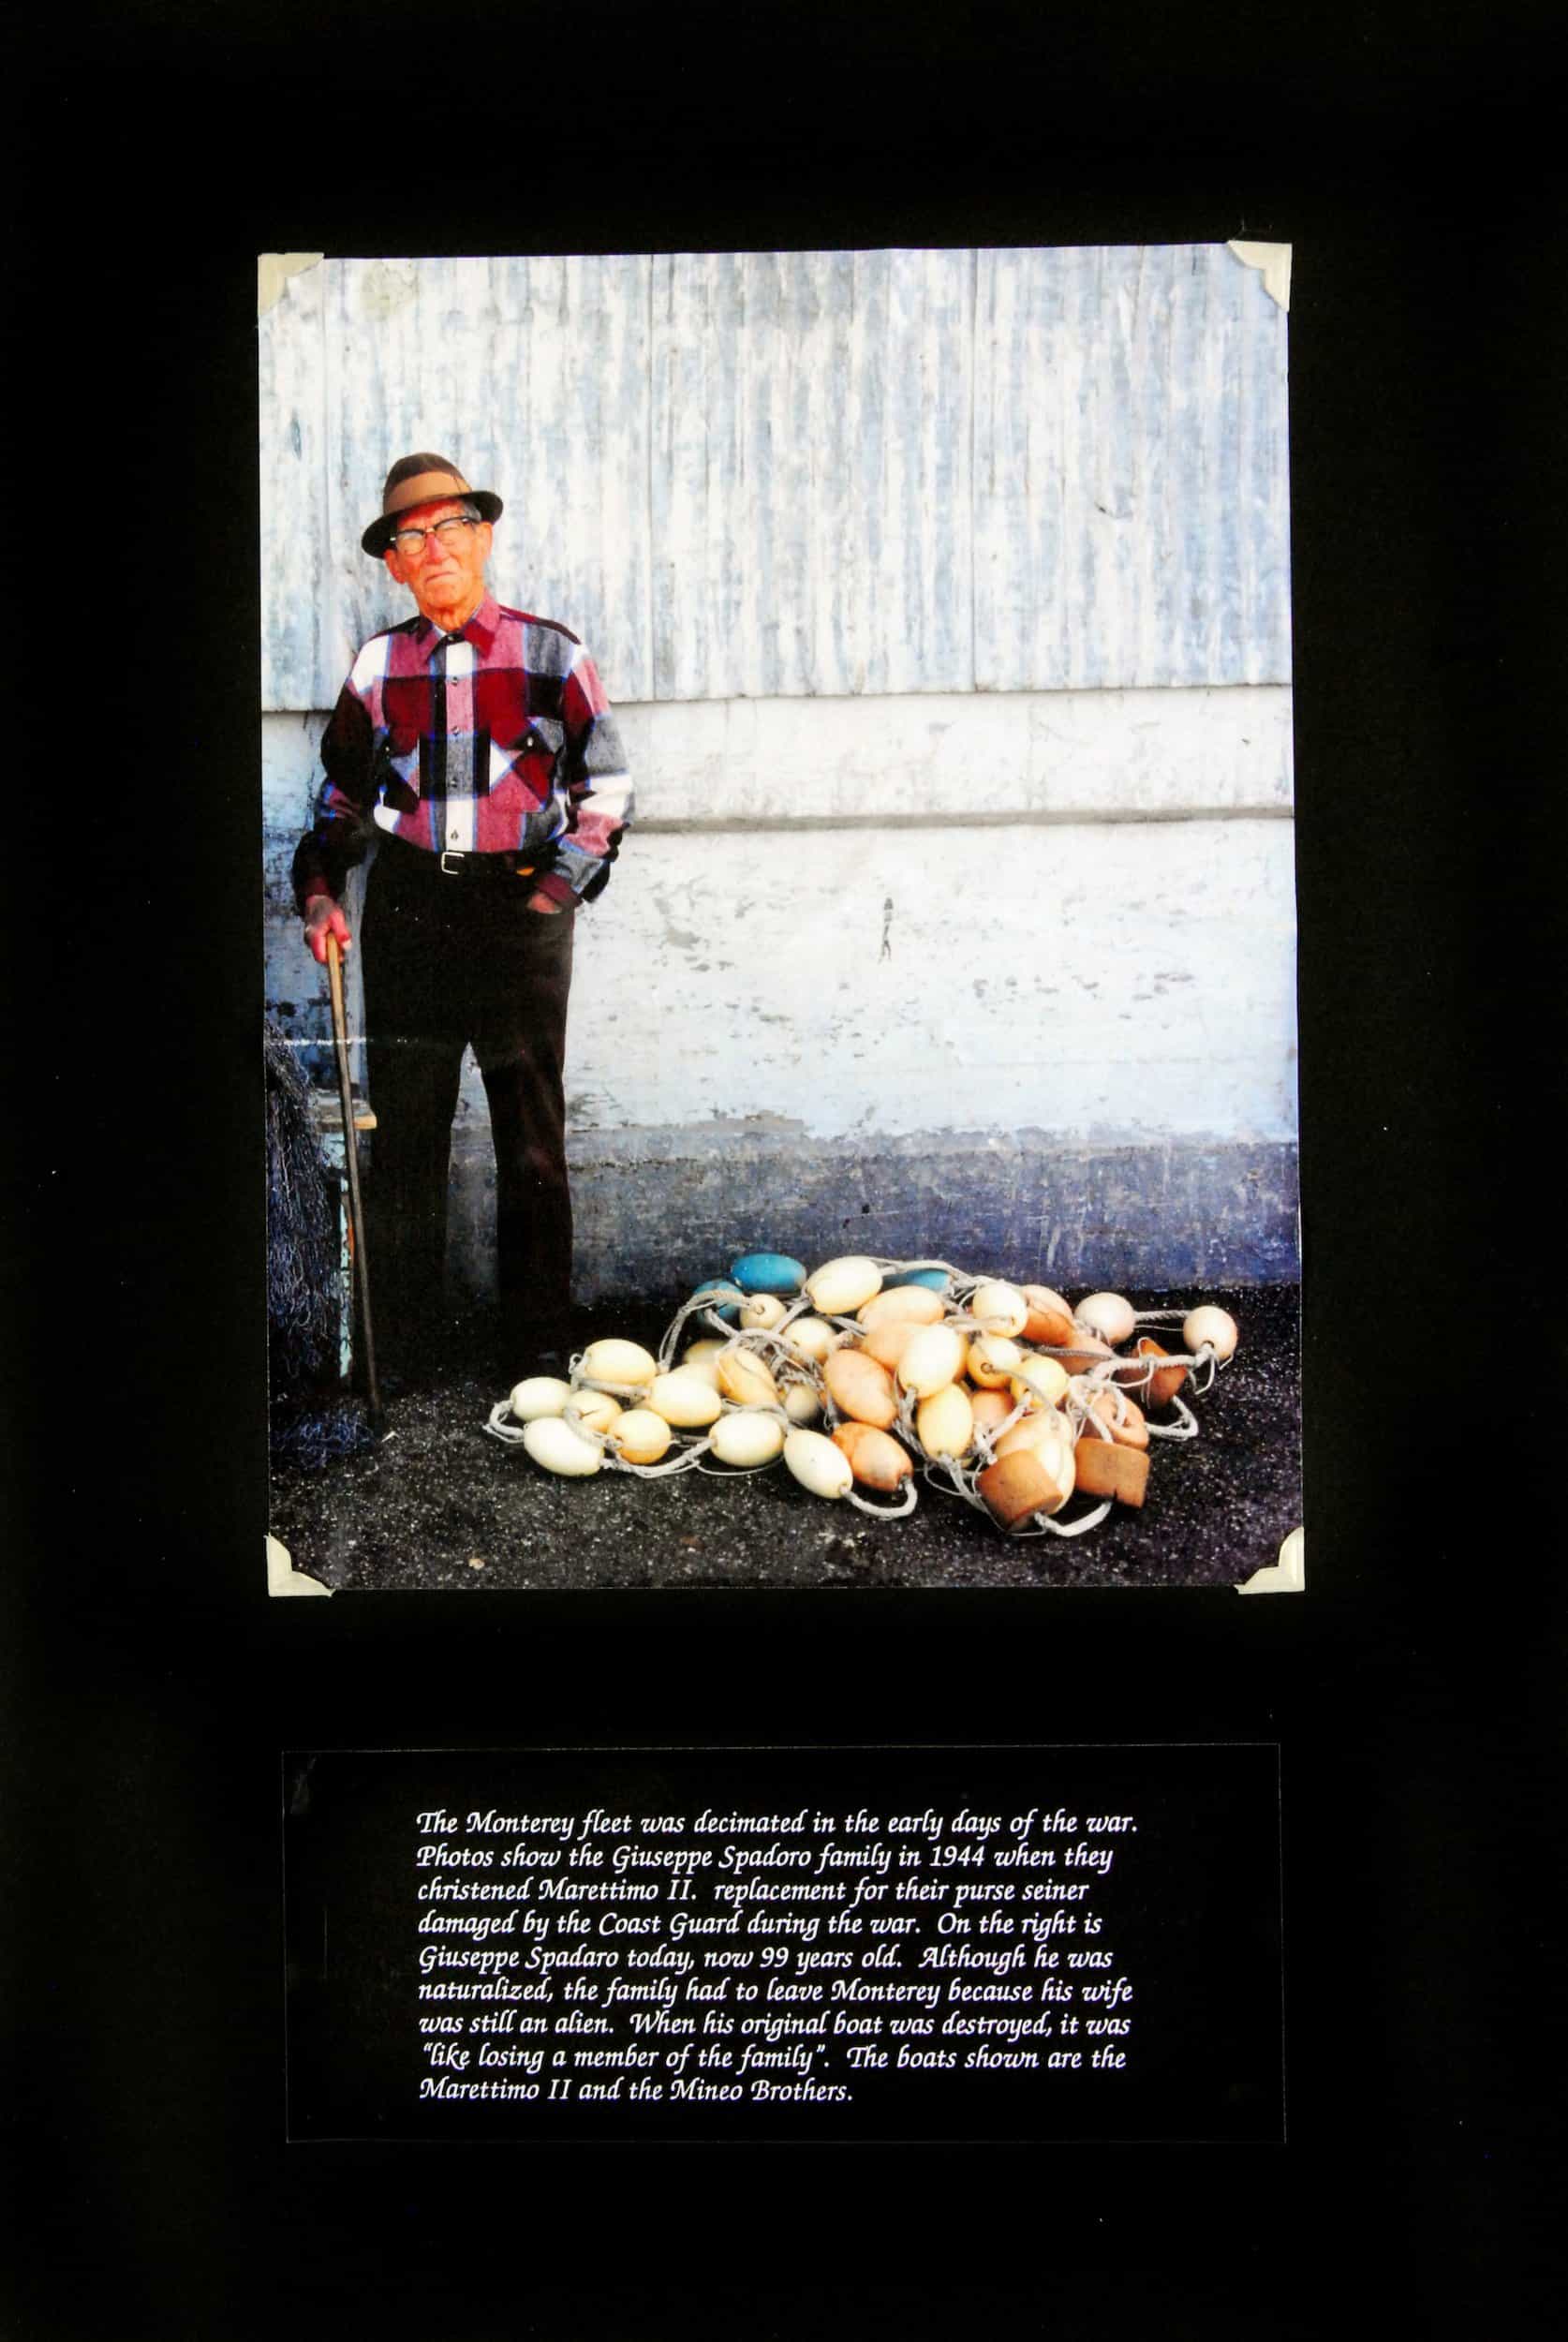 The Monterey fleet was decimated in the early days of the war.
Photos show the Giuseppe Spadoro family in 1944 when they
christened Marettimo II.  replacement for their purse seiner
damaged by the Coast Guard during the war.  On the right is
Giuseppe Spadaro today, now 99 years old.  Although he was
naturalized, the family had to leave Monterey because his wife
was still an alien.  When his original boat was destroyed, it was
“like losing a member of the family”.  The boats shown are the
Marettimo II and the Mineo Brothers.